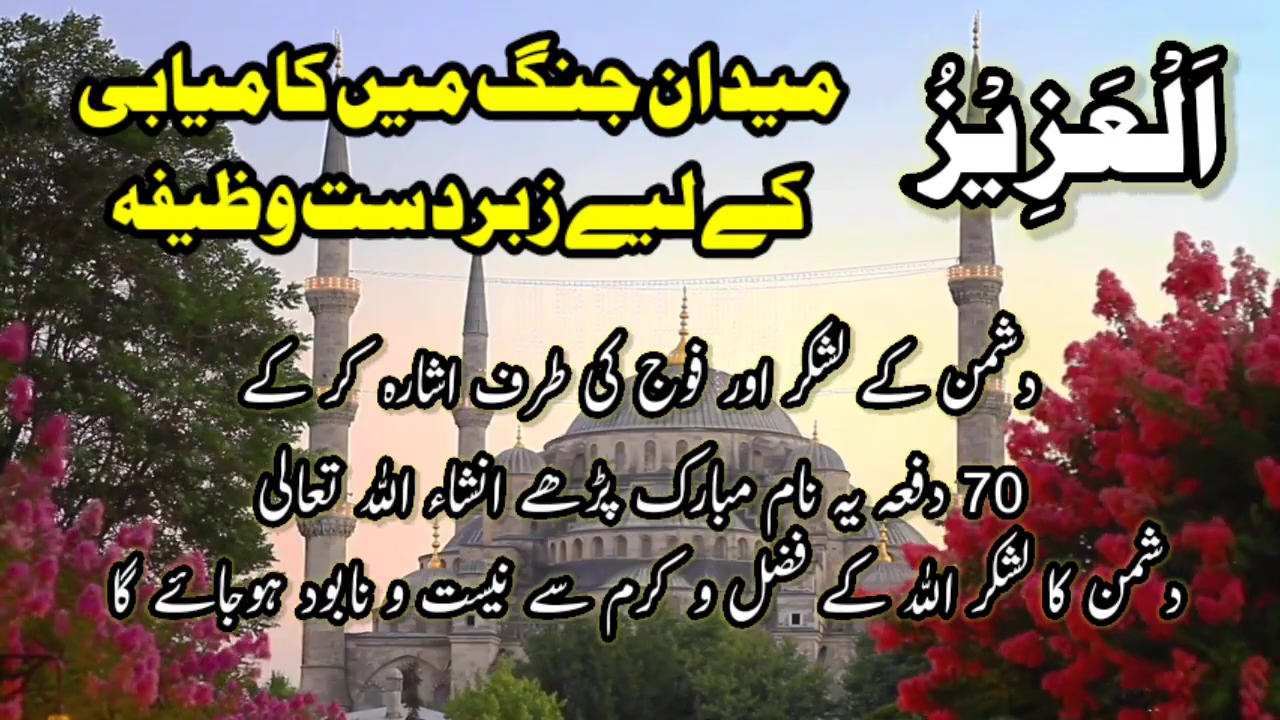 اَلْعَزِيْزُ
میدان جنگ میں کامیابی
کے لیے زبردست وظیفہ
دشمن کے لشکر اور فوج کی طرف اشارہ کر کے
70 دفعہ یہ نام مبارک پڑھے انشاء اللہ تعالیٰ
دشمن کا لشکر اللہ کے فضل و کرم سے نیست و نابود ہوجائے گا